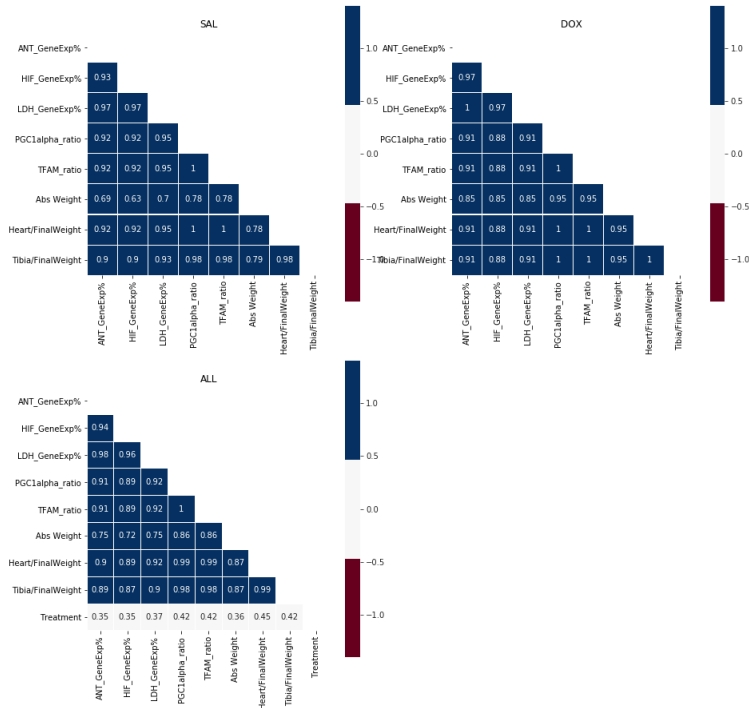 SAL
ANT_GeneExp%
HIF_GeneExp% 0.93
LDH_GeneExp% 0.97 0.97
PGC1alpha_ratio 0.92 0.92 0.95
TFAM_ratio 0.92 0.92 0.95 1
Abs Weight 0.69 0.63 0.7 0.78 0.78
Heart/FinalWeight 0.92 0.92 0.95 1 1 0.78
Tibia/FinalWeight 0.9 0.9 0.93 0.98 0.98 0.79 0.98
ANT_GeneExp% HIF_GeneExp% LDH_GeneExp% PGC1alpha_ratio TFAM_ratio Abs Weight Heart/FinalWeight Tibia/FinalWeight
1.0
0.5
0.0
−0.5
−1.0
DOX
ANT_GeneExp%
HIF_GeneExp% 0.97
LDH_GeneExp% 1 0.97
PGC1alpha_ratio 0.91 0.88 0.91
TFAM_ratio 0.91 0.88 0.91 1
Abs Weight 0.85 0.85 0.85 0.95 0.95
Heart/FinalWeight 0.91 0.88 0.91 1 1 0.95
Tibia/FinalWeight 0.91 0.88 0.91 1 1 0.95 1
ANT_GeneExp% HIF_GeneExp% LDH_GeneExp% PGC1alpha_ratio TFAM_ratio Abs Weight Heart/FinalWeight Tibia/FinalWeight
1.0
0.5
0.0
−0.5
−1.0
ALL
ANT_GeneExp%
HIF_GeneExp% 0.94
LDH_GeneExp% 0.98 0.96
PGC1alpha_ratio 0.91 0.89 0.92
TFAM_ratio 0.91 0.89 0.92 1
Abs Weight 0.75 0.72 0.75 0.86 0.86
Heart/FinalWeight 0.9 0.89 0.92 0.99 0.99 0.87
Tibia/FinalWeight 0.89 0.87 0.9 0.98 0.98 0.87 0.99
Treatment 0.35 0.35 0.37 0.42 0.42 0.36 0.45 0.42
ANT_GeneExp% HIF_GeneExp% LDH_GeneExp% PGC1alpha_ratio TFAM_ratio Abs Weight Heart/FinalWeight Tibia/FinalWeight Treatment
1.0
0.5
0.0
−0.5
−1.0